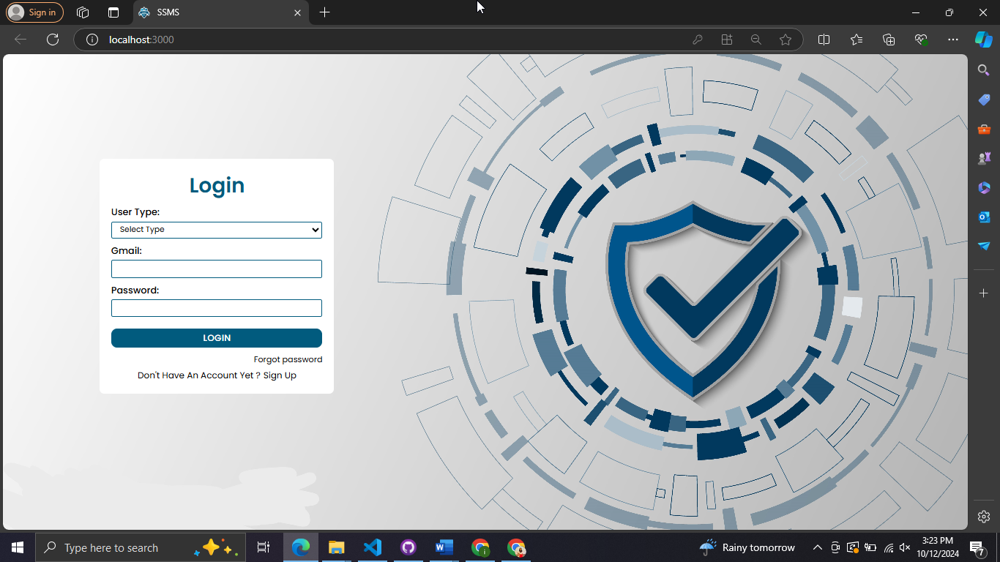 Sign in
SSMS
localhost:3000
Login
User Type:
Select Type
Gmail:
Password:
LOGIN
Forgot password
Don't Have An Account Yet ? Sign Up
Type here to search
Rainy tomorrow
3:23 PM
10/12/2024
7